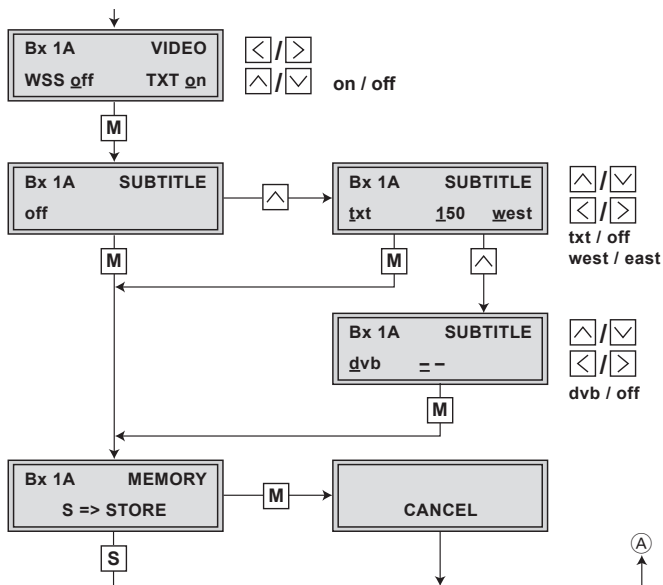 Bx 1A VIDEO
WSS off TXT on
/
/ on / off
M
Bx 1A SUBTITLE
off
Bx 1A SUBTITLE
txt 150 west
/
/
txt / off
west / east
M
M
Bx 1A SUBTITLE
dvb – –
/
/
dvb / off
M
Bx 1A MEMORY
S => STORE
M
CANCEL
S
A